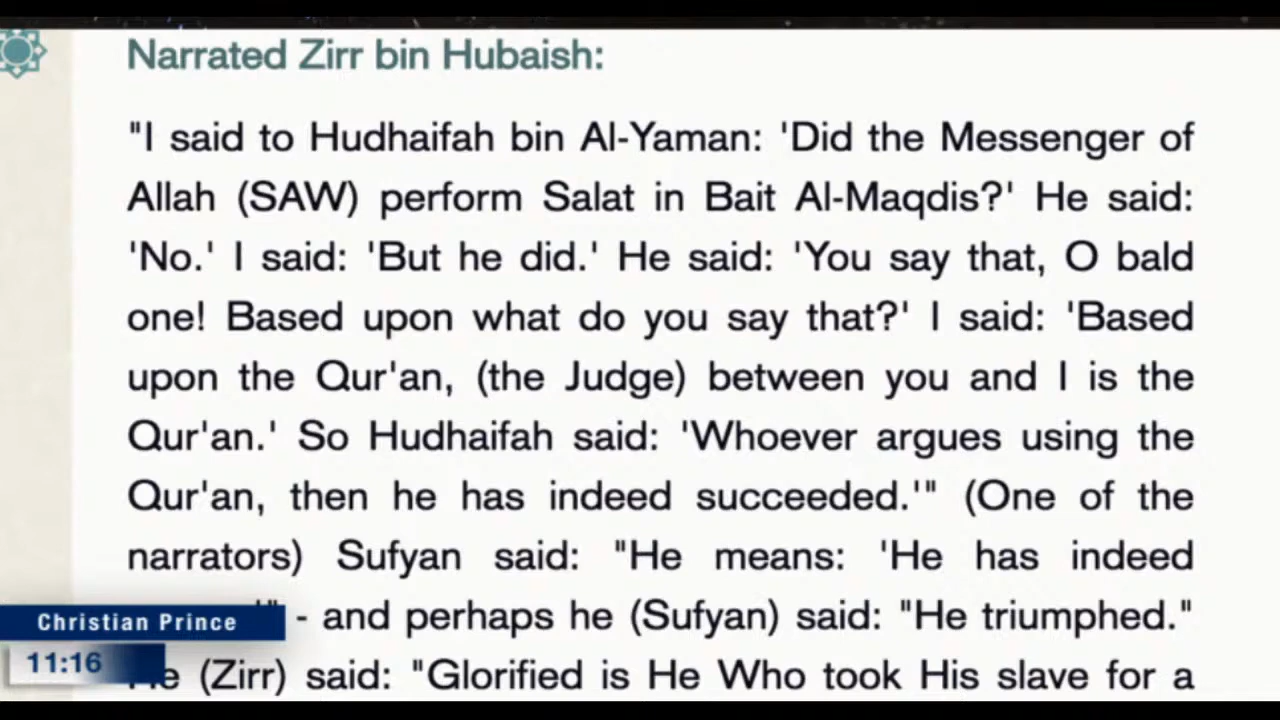 Narrated Zirr bin Hubaish:
"I said to Hudhaifah bin Al-Yaman: 'Did the Messenger of
Allah (SAW) perform Salat in Bait Al-Maqdis?' He said:
'No.' I said: 'But he did.' He said: 'You say that, O bald
one! Based upon what do you say that?' I said: 'Based
upon the Qur'an, (the Judge) between you and I is the
Qur'an.' So Hudhaifah said: 'Whoever argues using the
Qur'an, then he has indeed succeeded.'" (One of the
narrators) Sufyan said: "He means: 'He has indeed
- and perhaps he (Sufyan) said: "He triumphed."
(Zirr) said: "Glorified is He Who took His slave for a
Christian Prince
11:16